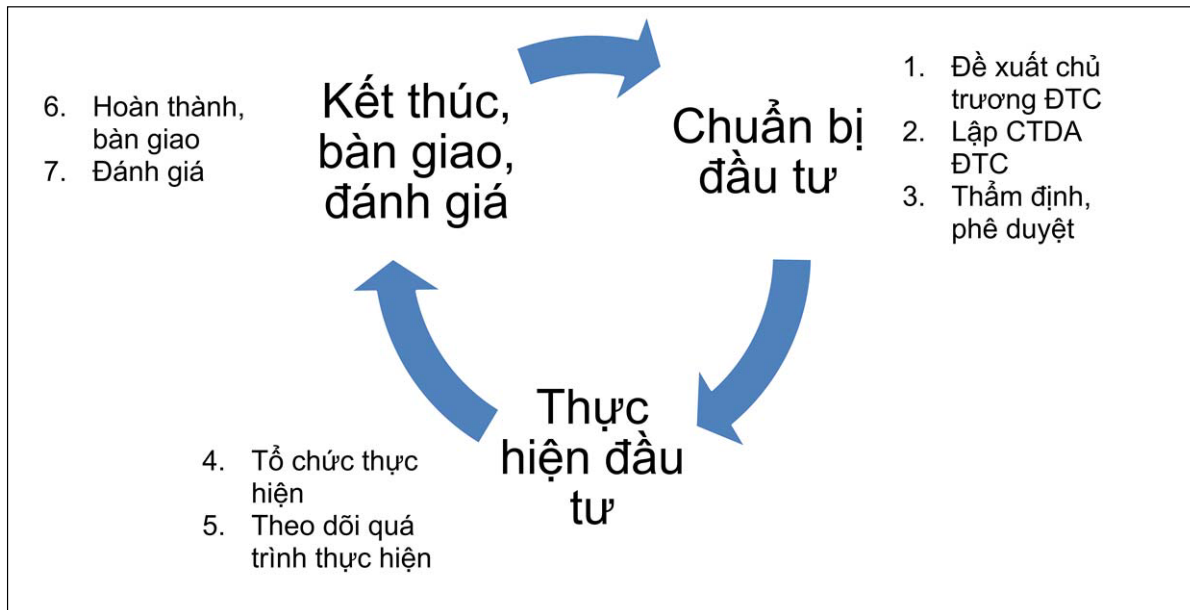 Chuẩn bị
đầu tư
1. Đề xuất chủ
trương ĐTC
2. Lập CTDA
ĐTC
3. Thẩm định,
phê duyệt
Thực
hiện đầu
tư
4. Tổ chức thực
hiện
5. Theo dõi quá
trình thực hiện
Kết thúc,
bàn giao,
đánh giá
6. Hoàn thành,
bàn giao
7. Đánh giá